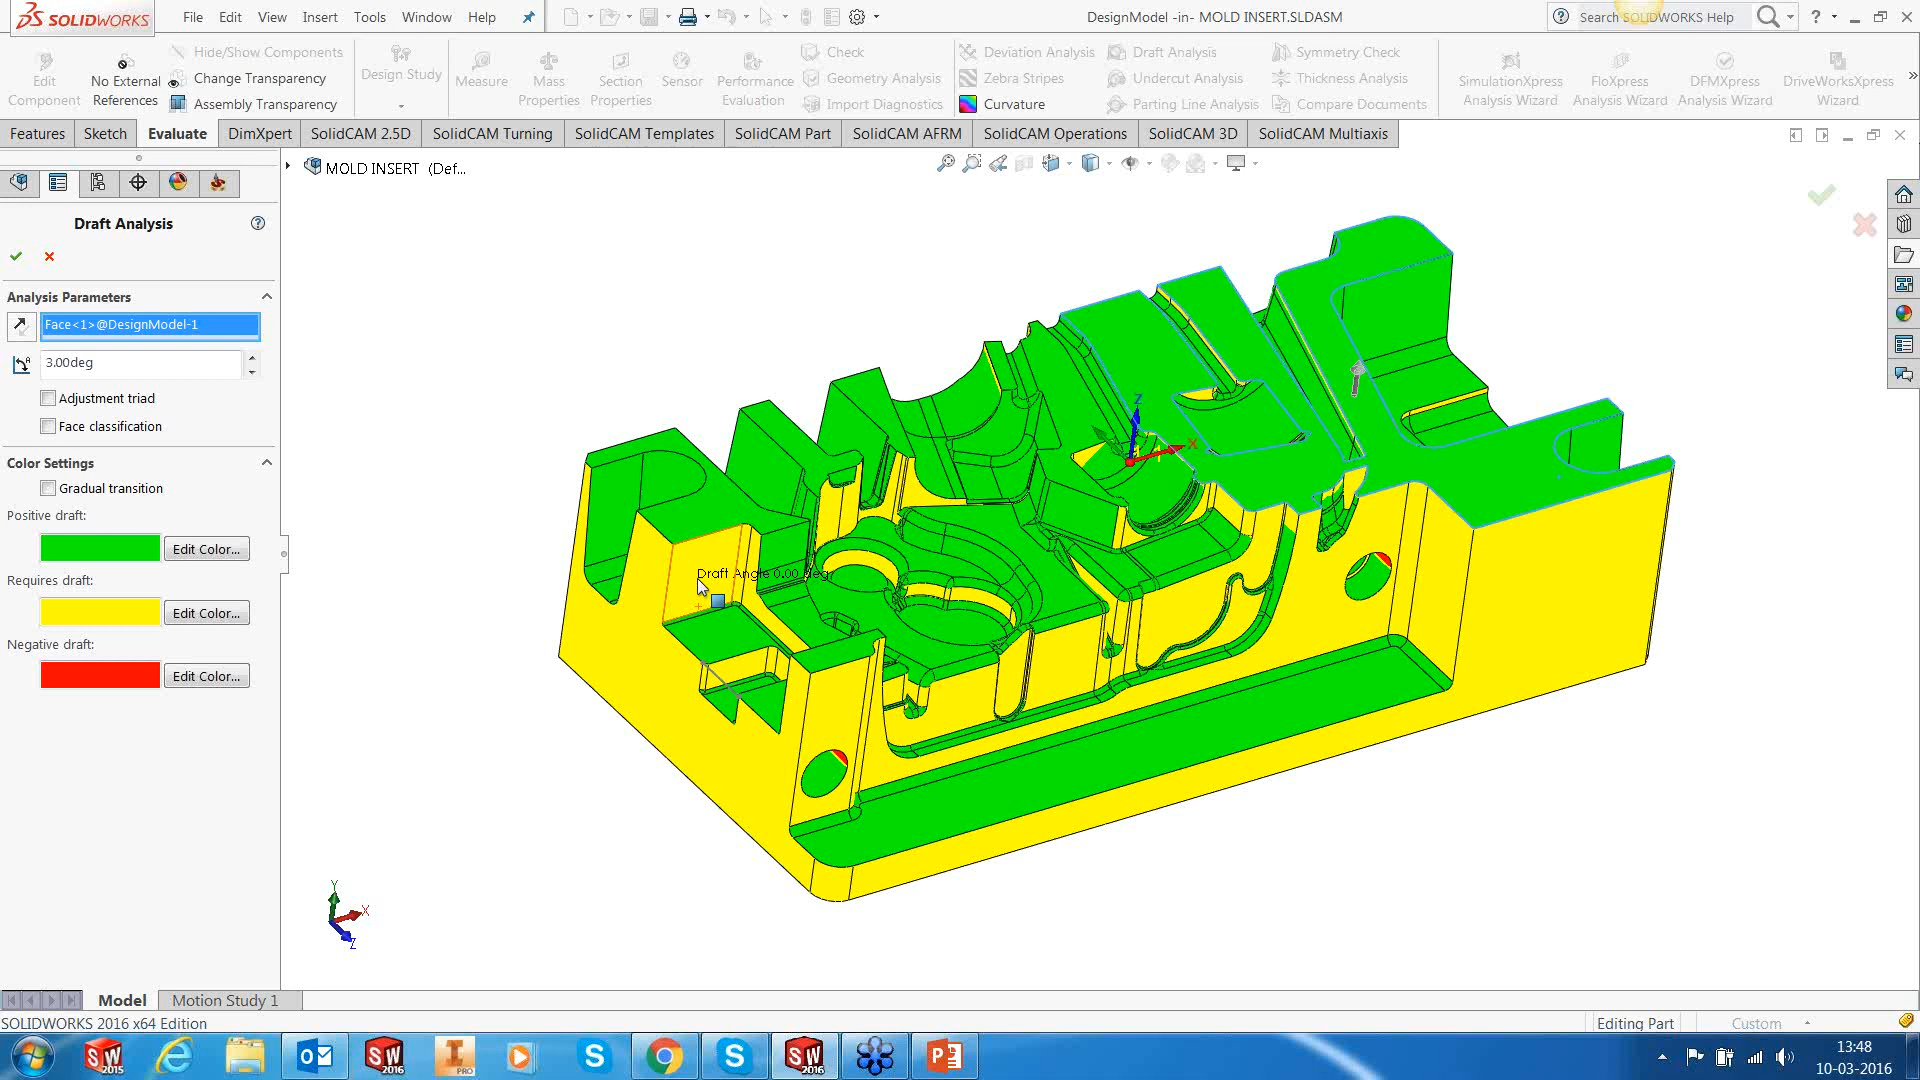 SOLIDWORKS
File Edit View Insert Tools Window Help
DesignModel -in- MOLD INSERT.SLDASM
Search SOLIDWORKS Help
Edit Component
No External References
Hide/Show Components
Change Transparency
Assembly Transparency
Design Study
Measure
Mass Properties
Section Properties
Sensor
Performance Evaluation
Check
Geometry Analysis
Import Diagnostics
Deviation Analysis
Zebra Stripes
Curvature
Draft Analysis
Undercut Analysis
Parting Line Analysis
Symmetry Check
Thickness Analysis
Compare Documents
SimulationXpress Analysis Wizard
FloXpress Analysis Wizard
DFMXpress Analysis Wizard
DriveWorksXpress Wizard
Features Sketch Evaluate DimXpert SolidCAM 2.5D SolidCAM Turning SolidCAM Templates SolidCAM Part SolidCAM AFRM SolidCAM Operations SolidCAM 3D SolidCAM Multiaxis
MOLD INSERT (Def...
Draft Analysis
Analysis Parameters
Face<1>@DesignModel-1
3.00deg
Adjustment triad
Face classification
Color Settings
Gradual transition
Positive draft:
Edit Color...
Requires draft:
Edit Color...
Negative draft:
Edit Color...
Z
X
Draft Angle 0.00 deg
Y
X
Z
Model Motion Study 1
SOLIDWORKS 2016 x64 Edition
Editing Part
Custom
SW 2015
SW 2016
PRO
SW 2016
13:48
10-03-2016